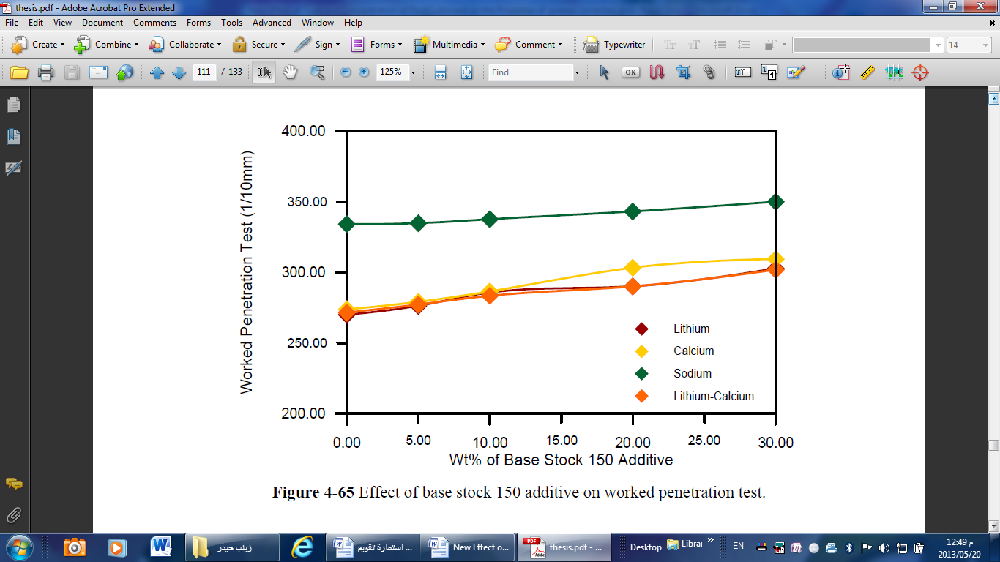 thesis.pdf - Adobe Acrobat Pro Extended
File Edit View Document Comments Forms Tools Advanced Window Help
Create Combine Collaborate Secure Sign Forms Multimedia Comment Typewriter 14
111 / 133 125% Find OK
400.00
350.00
300.00
250.00
200.00
Worked Penetration Test (1/10mm)
Lithium
Calcium
Sodium
Lithium-Calcium
0.00 5.00 10.00 15.00 20.00 25.00 30.00
Wt% of Base Stock 150 Additive
Figure 4-65 Effect of base stock 150 additive on worked penetration test.
زينب حيدر
استمارة تقويم ...
New Effect o...
thesis.pdf - ...
Desktop
Librar
»
EN
12:49 م
2013/05/20